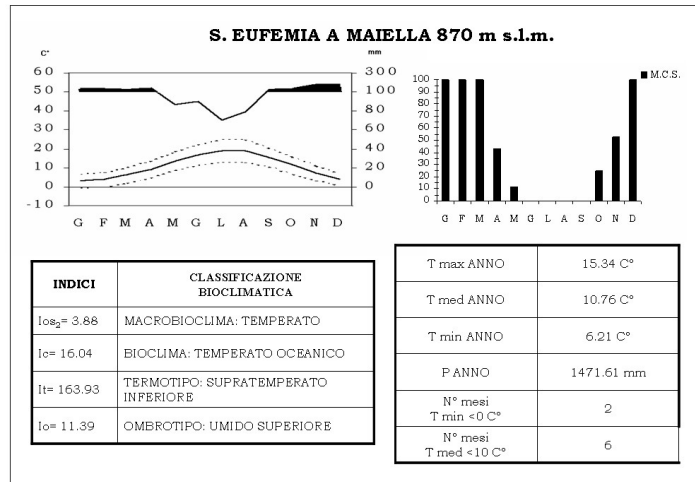 S. EUFEMIA A MAIELLA 870 m s.l.m.
C° mm
60 300
50 100
40 80
30 60
20 40
10 20
0 0
-10
G F M A M G L A S O N D
M.C.S.
100
90
80
70
60
50
40
30
20
10
0
G F M A M G L A S O N D
INDICI CLASSIFICAZIONE
BIOCLIMATICA
Ios2= 3.88 MACROBIOCLIMA: TEMPERATO
Ic= 16.04 BIOCLIMA: TEMPERATO OCEANICO
It= 163.93 TERMOTIPO: SUPRATEMPERATO
INFERIORE
Io= 11.39 OMBROTIPO: UMIDO SUPERIORE
T max ANNO 15.34 C°
T med ANNO 10.76 C°
T min ANNO 6.21 C°
P ANNO 1471.61 mm
N° mesi
T min <0 C° 2
N° mesi
T med <10 C° 6